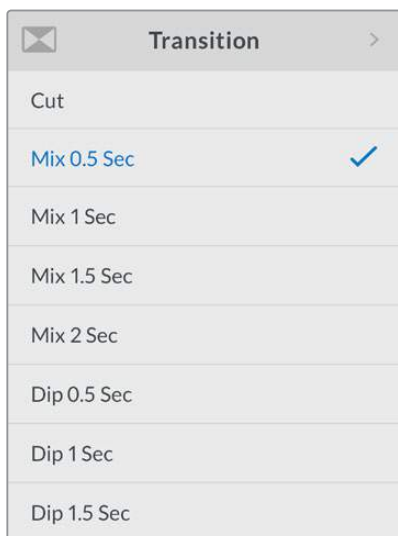 Transition
Cut
Mix 0.5 Sec
Mix 1 Sec
Mix 1.5 Sec
Mix 2 Sec
Dip 0.5 Sec
Dip 1 Sec
Dip 1.5 Sec